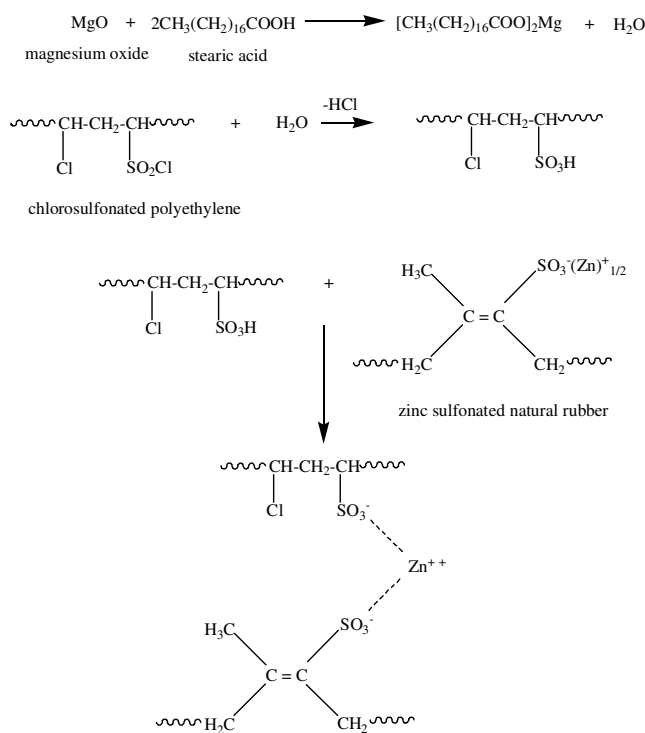 MgO + 2CH₃(CH₂)₁₆COOH [CH₃(CH₂)₁₆COO]₂Mg + H₂O
magnesium oxide stearic acid
-HCl
CH-CH₂-CH + H₂O CH-CH₂-CH
Cl SO₂Cl Cl SO₃H
chlorosulfonated polyethylene
H₃C SO₃⁻(Zn)⁺₁/₂
CH-CH₂-CH +
C = C
Cl SO₃H
H₂C CH₂
zinc sulfonated natural rubber
CH-CH₂-CH
Cl SO₃⁻
Zn⁺⁺
H₃C SO₃⁻
C = C
H₂C CH₂